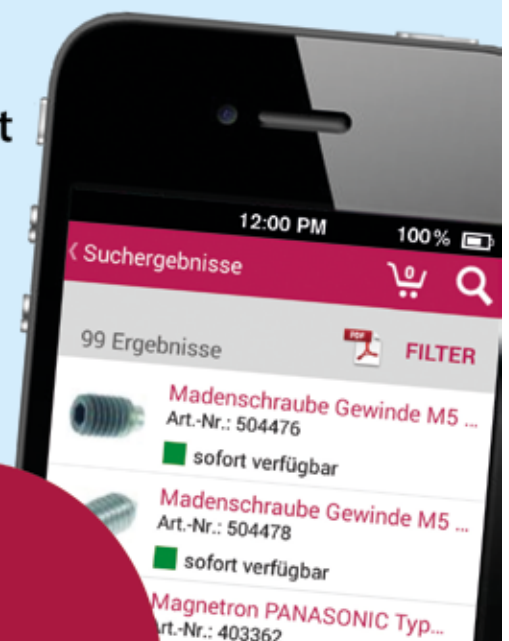 t
12:00 PM 100%
Suchergebnisse 0
99 Ergebnisse PDF FILTER
Madenschraube Gewinde M5 ...
Art.-Nr.: 504476
sofort verfügbar
Madenschraube Gewinde M5 ...
Art.-Nr.: 504478
sofort verfügbar
Magnetron PANASONIC Typ...
Art.-Nr.: 403362